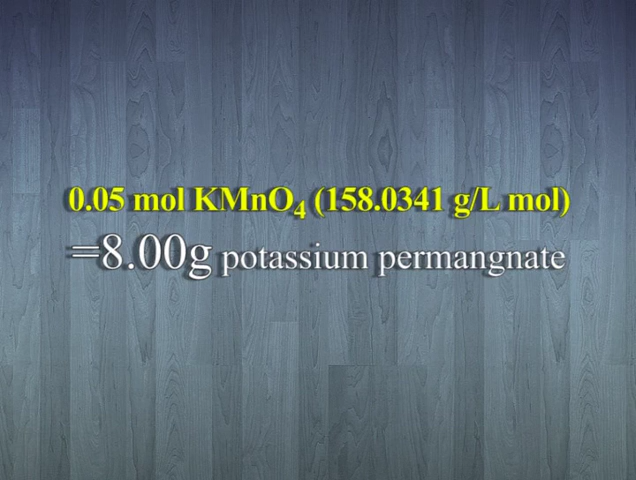 0.05 mol KMnO₄ (158.0341 g/L mol)
=8.00g potassium permangnate